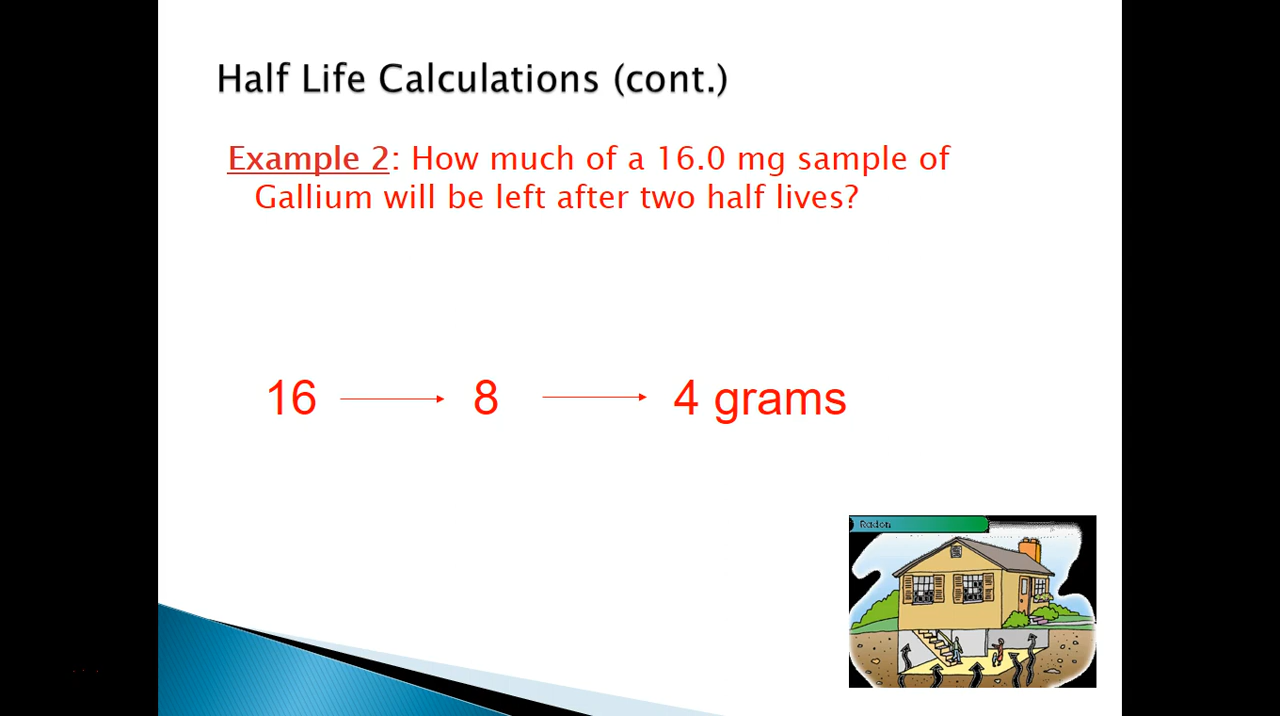 Half Life Calculations (cont.)
Example 2: How much of a 16.0 mg sample of
Gallium will be left after two half lives?
16 8 4 grams
Radon